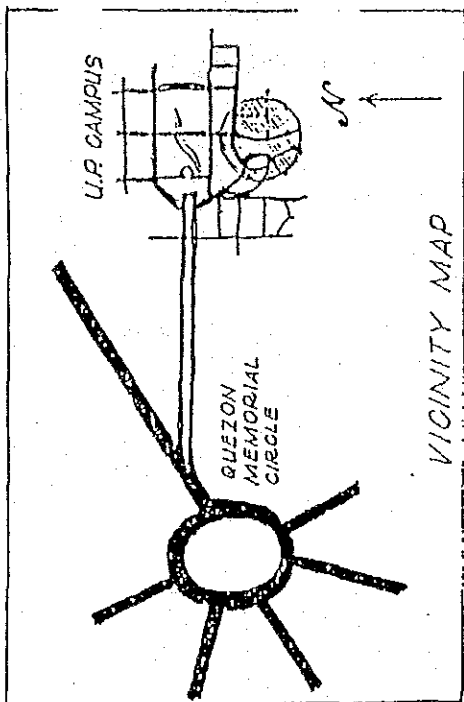 U.P. CAMPUS
N
QUEZON
MEMORIAL
CIRCLE
VICINITY MAP